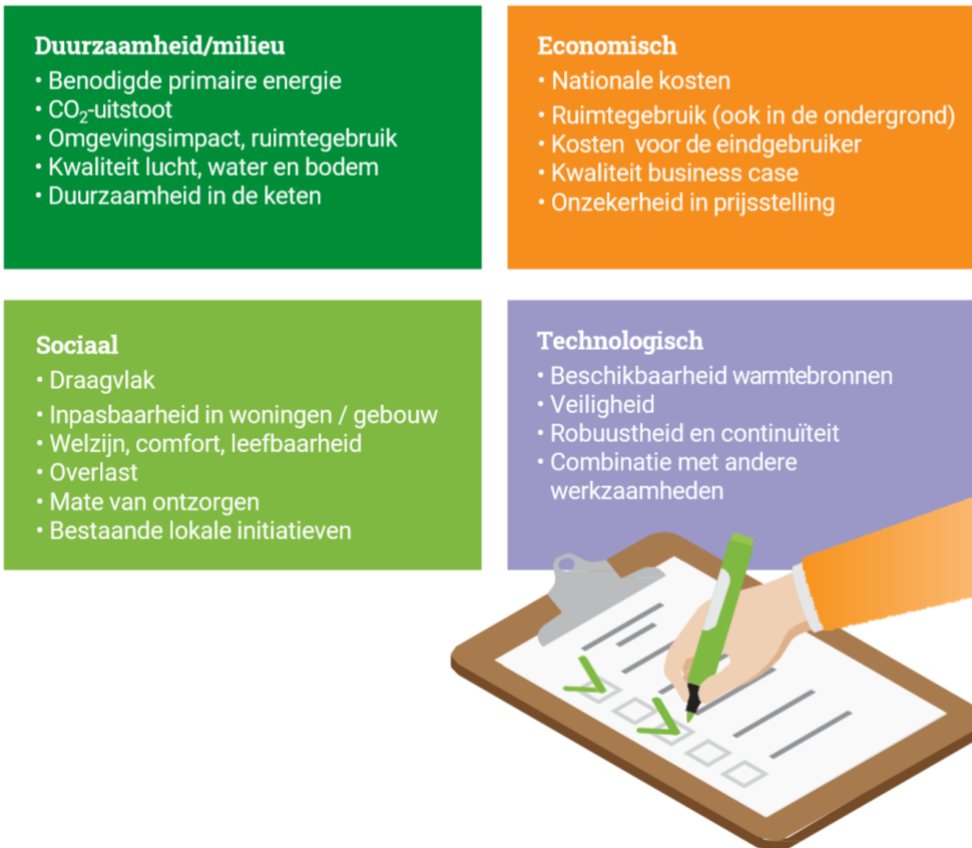 Duurzaamheid/milieu
• Benodigde primaire energie
• CO₂-uitstoot
• Omgevingsimpact, ruimtegebruik
• Kwaliteit lucht, water en bodem
• Duurzaamheid in de keten
Economisch
• Nationale kosten
• Ruimtegebruik (ook in de ondergrond)
• Kosten voor de eindgebruiker
• Kwaliteit business case
• Onzekerheid in prijsstelling
Sociaal
• Draagvlak
• Inpasbaarheid in woningen / gebouw
• Welzijn, comfort, leefbaarheid
• Overlast
• Mate van ontzorgen
• Bestaande lokale initiatieven
Technologisch
• Beschikbaarheid warmtebronnen
• Veiligheid
• Robuustheid en continuïteit
• Combinatie met andere
werkzaamheden